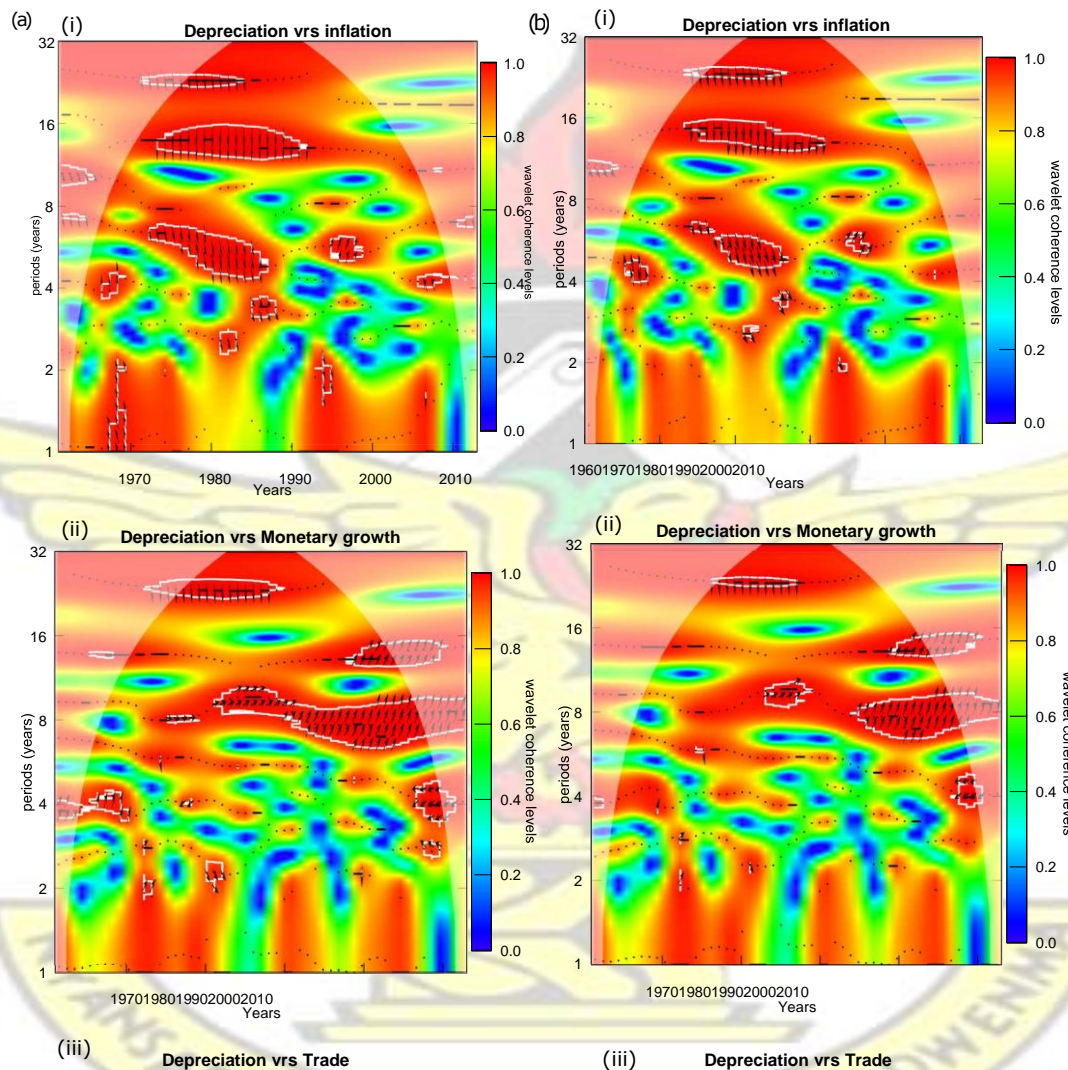 (a) (i)
Depreciation vrs inflation
32
16
8
4
2
1
periods (years)
1970 1980 1990 2000 2010
Years
1.0
0.8
0.6
0.4
0.2
0.0
wavelet coherence levels
(b) (i)
Depreciation vrs inflation
32
16
8
4
2
1
periods (years)
196019701980199020002010
Years
1.0
0.8
0.6
0.4
0.2
0.0
wavelet coherence levels
(ii)
Depreciation vrs Monetary growth
32
16
8
4
2
1
periods (years)
19701980199020002010
Years
1.0
0.8
0.6
0.4
0.2
0.0
wavelet coherence levels
(ii)
Depreciation vrs Monetary growth
32
16
8
4
2
1
periods (years)
19701980199020002010
Years
1.0
0.8
0.6
0.4
0.2
0.0
wavelet coherence levels
(iii)
Depreciation vrs Trade
(iii)
Depreciation vrs Trade